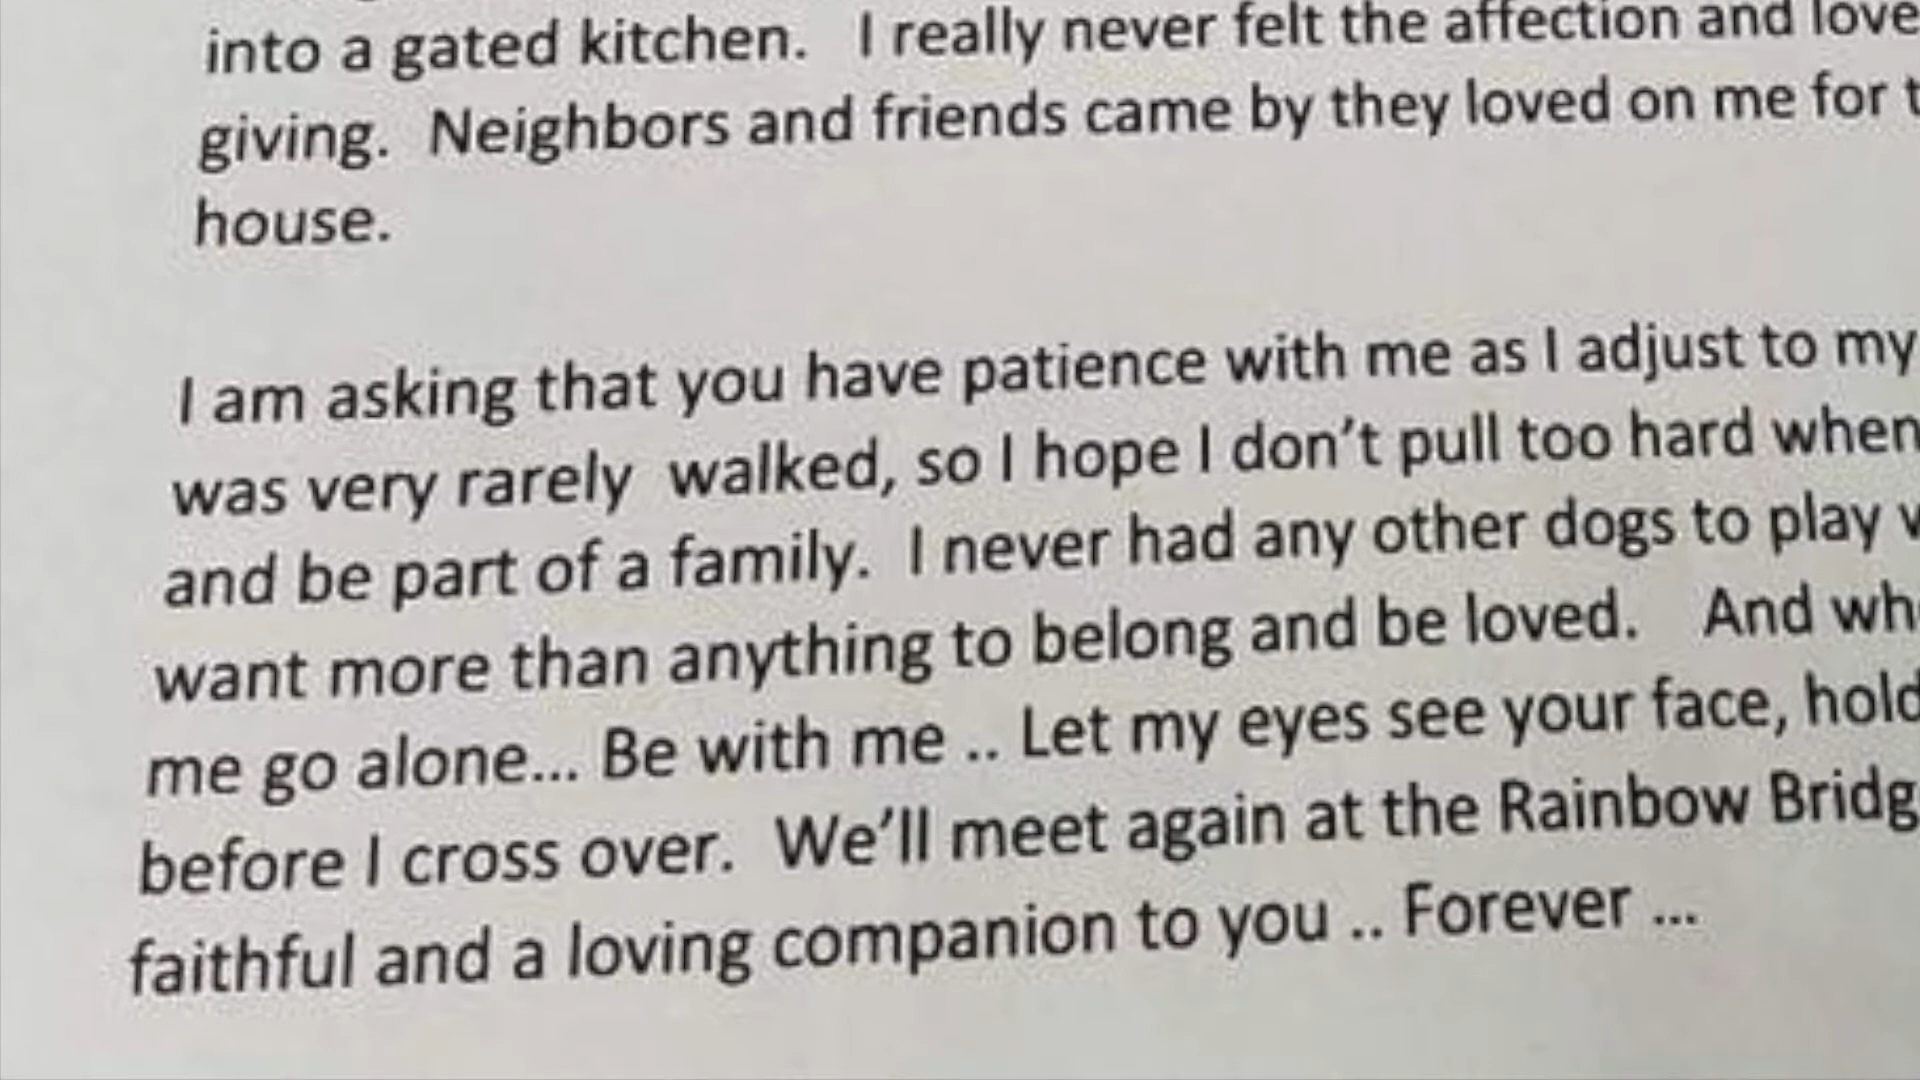 into a gated kitchen. I really never felt the affection and love
giving. Neighbors and friends came by they loved on me for
house.
I am asking that you have patience with me as I adjust to my
was very rarely walked, so I hope I don't pull too hard when
and be part of a family. I never had any other dogs to play
want more than anything to belong and be loved. And
me go alone... Be with me .. Let my eyes see your face, hold
before I cross over. We'll meet again at the Rainbow
faithful and a loving companion to you .. Forever ...